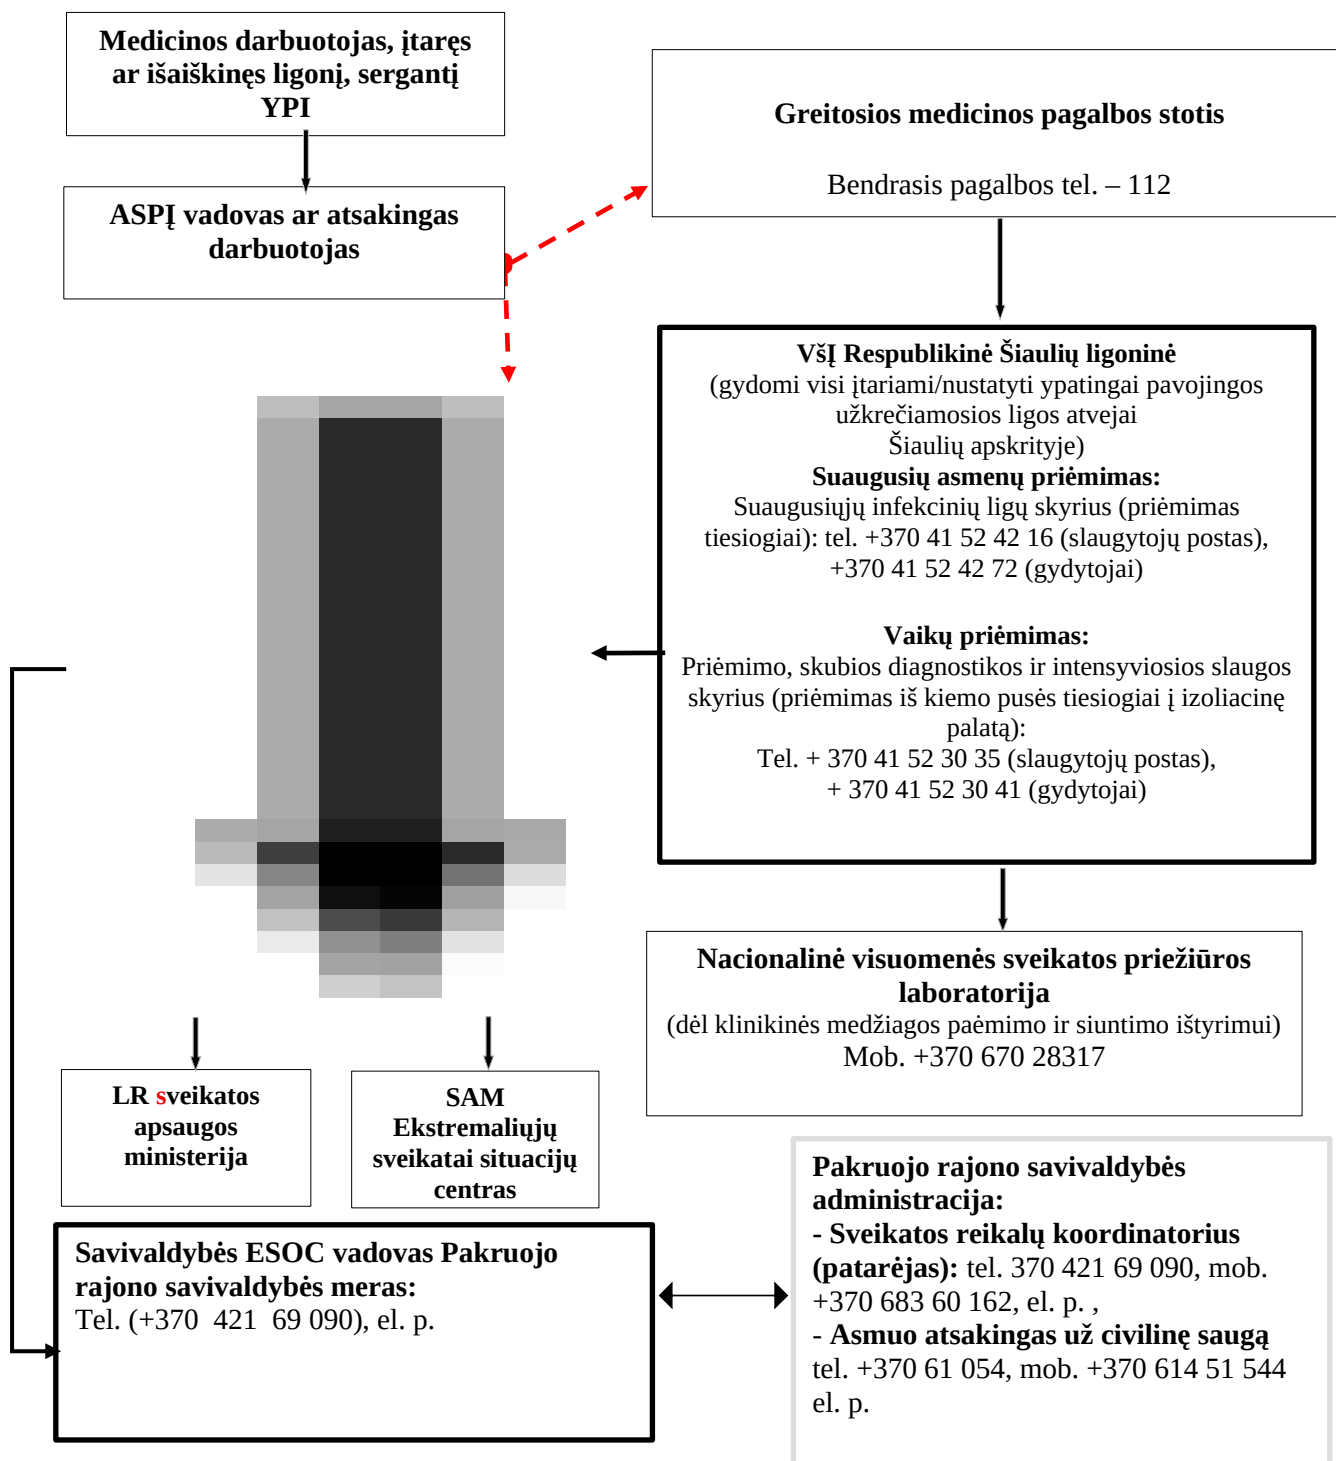 Medicinos darbuotojas, įtaręs
ar išaiškinęs ligonį, sergantį
YPI
ASPĮ vadovas ar atsakingas
darbuotojas
Greitosios medicinos pagalbos stotis
Bendrasis pagalbos tel. – 112
VšĮ Respublikinė Šiaulių ligoninė
(gydomi visi įtariami/nustatyti ypatingai pavojingos
užkrečiamosios ligos atvejai
Šiaulių apskrityje)
Suaugusių asmenų priėmimas:
Suaugusiųjų infekcinių ligų skyrius (priėmimas
tiesiogiai): tel. +370 41 52 42 16 (slaugytojų postas),
+370 41 52 42 72 (gydytojai)
Vaikų priėmimas:
Priėmimo, skubios diagnostikos ir intensyviosios slaugos
skyrius (priėmimas iš kiemo pusės tiesiogiai į izoliacinę
palatą):
Tel. + 370 41 52 30 35 (slaugytojų postas),
+ 370 41 52 30 41 (gydytojai)
Nacionalinė visuomenės sveikatos priežiūros
laboratorija
(dėl klinikinės medžiagos paėmimo ir siuntimo ištyrimui)
Mob. +370 670 28317
LR sveikatos
apsaugos
ministerija
SAM
Ekstremaliųjų
sveikatai situacijų
centras
Savivaldybės ESOC vadovas Pakruojo
rajono savivaldybės meras:
Tel. (+370  421  69 090), el. p.
Pakruojo rajono savivaldybės
administracija:
- Sveikatos reikalų koordinatorius
(patarėjas): tel. 370 421 69 090, mob.
+370 683 60 162, el. p. ,
- Asmuo atsakingas už civilinę saugą
tel. +370 61 054, mob. +370 614 51 544
el. p.